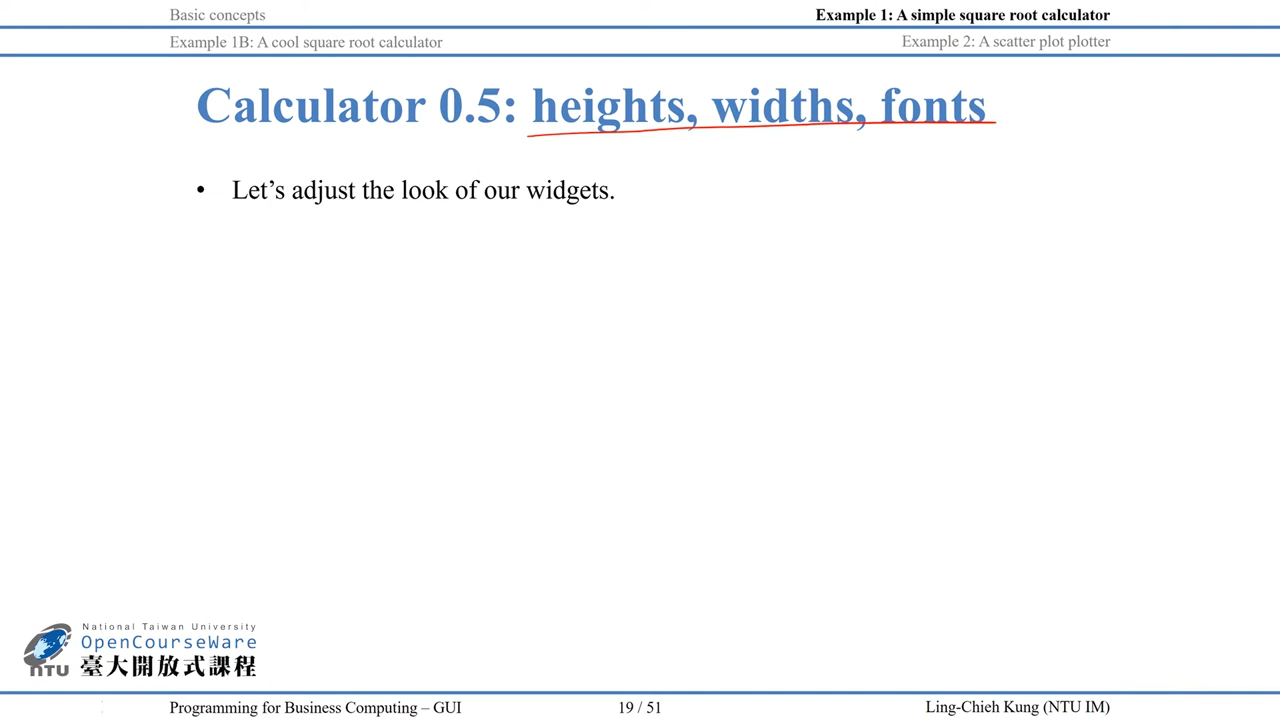 Basic concepts
Example 1: A simple square root calculator
Example 1B: A cool square root calculator
Example 2: A scatter plot plotter
Calculator 0.5: heights, widths, fonts
• Let’s adjust the look of our widgets.
National Taiwan University
OpenCourseWare
NTU 臺大開放式課程
Programming for Business Computing – GUI
19 / 51
Ling-Chieh Kung (NTU IM)